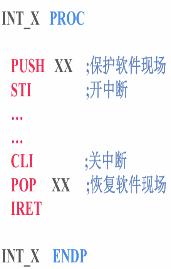 INT_X PROC
PUSH XX ;保护软件现场
STI ;开中断
...
...
CLI ;关中断
POP XX ;恢复软件现场
IRET
INT_X ENDP